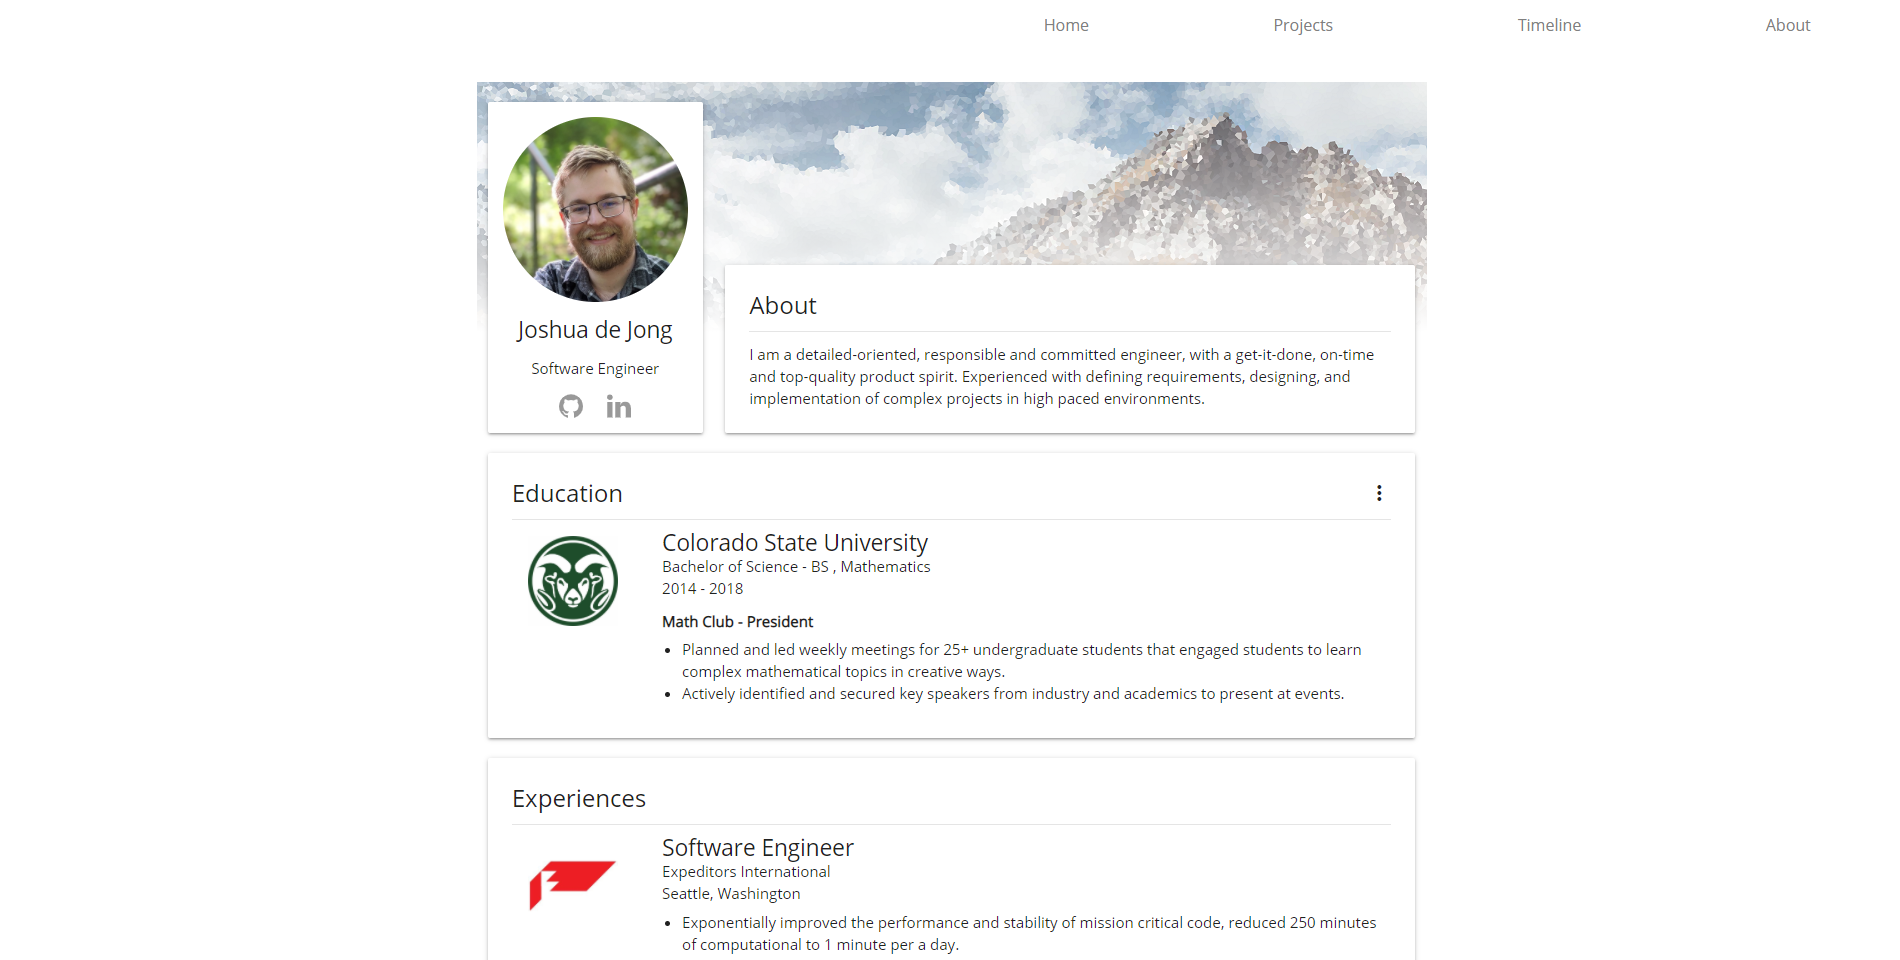 Home Projects Timeline About
Joshua de Jong
Software Engineer
About
I am a detailed-oriented, responsible and committed engineer, with a get-it-done, on-time
and top-quality product spirit. Experienced with defining requirements, designing, and
implementation of complex projects in high paced environments.
Education
Colorado State University
Bachelor of Science - BS , Mathematics
2014 - 2018
Math Club - President
Planned and led weekly meetings for 25+ undergraduate students that engaged students to learn
complex mathematical topics in creative ways.
Actively identified and secured key speakers from industry and academics to present at events.
Experiences
Software Engineer
Expeditors International
Seattle, Washington
Exponentially improved the performance and stability of mission critical code, reduced 250 minutes
of computational to 1 minute per a day.